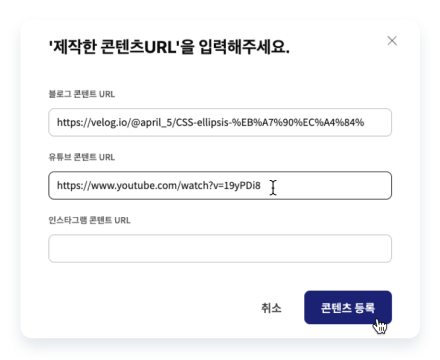 '제작한 콘텐츠URL'을 입력해주세요.
블로그 콘텐트 URL
https://velog.io/@april_5/CSS-ellipsis-%EB%A7%90%EC%A4%84%
유튜브 콘텐트 URL
https://www.youtube.com/watch?v=19yPDi8
인스타그램 콘텐트 URL
취소
콘텐츠 등록